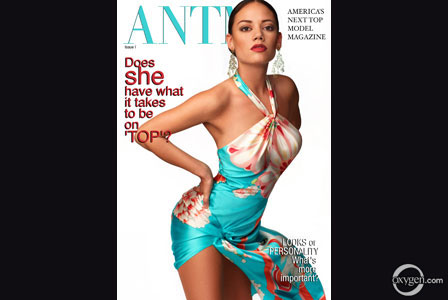 ANTM
AMERICA'S
NEXT TOP
MODEL
MAGAZINE
Issue 1
Does
she
have what
it takes
to be
on
'TOP'?
LOOKS or
PERSONALITY
What's
more
important?
oxygen.com